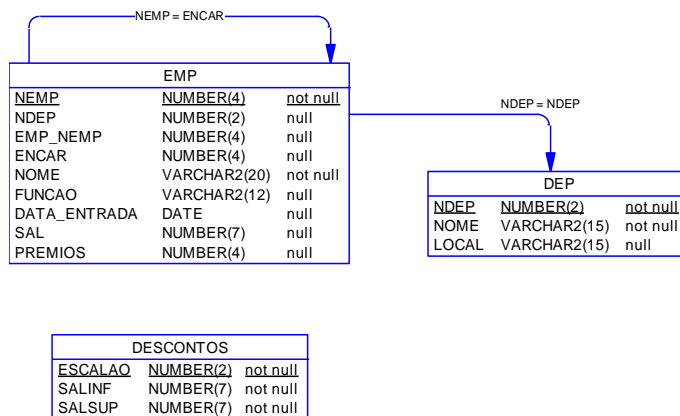 NEMP = ENCAR
EMP
NEMP NUMBER(4) not null
NDEP NUMBER(2) null
EMP_NEMP NUMBER(4) null
ENCAR NUMBER(4) null
NOME VARCHAR2(20) not null
FUNCAO VARCHAR2(12) null
DATA_ENTRADA DATE null
SAL NUMBER(7) null
PREMIOS NUMBER(4) null
NDEP = NDEP
DEP
NDEP NUMBER(2) not null
NOME VARCHAR2(15) not null
LOCAL VARCHAR2(15) null
DESCONTOS
ESCALAO NUMBER(2) not null
SALINF NUMBER(7) not null
SALSUP NUMBER(7) not null